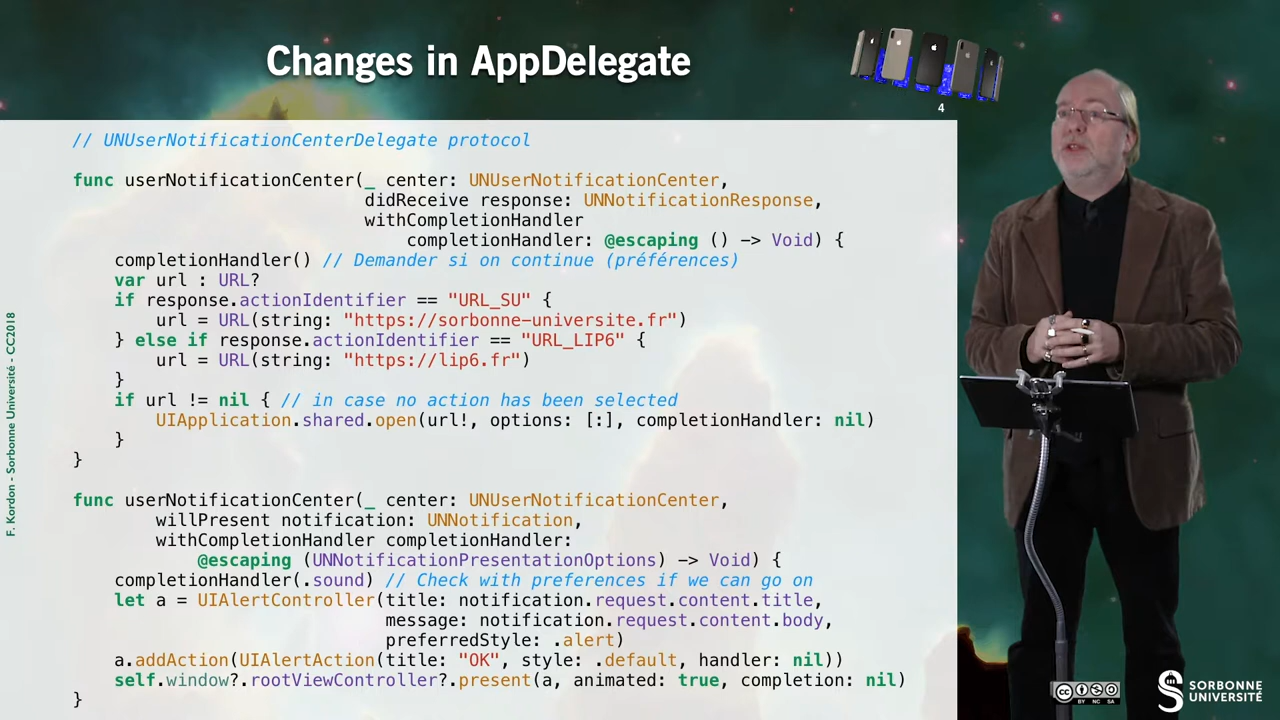 Changes in AppDelegate
4
// UNUserNotificationCenterDelegate protocol
func userNotificationCenter(_ center: UNUserNotificationCenter,
didReceive response: UNNotificationResponse,
withCompletionHandler
completionHandler: @escaping () -> Void) {
completionHandler() // Demander si on continue (préférences)
var url : URL?
if response.actionIdentifier == "URL_SU" {
url = URL(string: "https://sorbonne-universite.fr")
} else if response.actionIdentifier == "URL_LIP6" {
url = URL(string: "https://lip6.fr")
}
if url != nil { // in case no action has been selected
UIApplication.shared.open(url!, options: [:], completionHandler: nil)
}
}
func userNotificationCenter(_ center: UNUserNotificationCenter,
willPresent notification: UNNotification,
withCompletionHandler completionHandler:
@escaping (UNNotificationPresentationOptions) -> Void) {
completionHandler(.sound) // Check with preferences if we can go on
let a = UIAlertController(title: notification.request.content.title,
message: notification.request.content.body,
preferredStyle: .alert)
a.addAction(UIAlertAction(title: "OK", style: .default, handler: nil))
self.window?.rootViewController?.present(a, animated: true, completion: nil)
}
F. Kordon - Sorbonne Université - CC2018
CC BY NC SA
SORBONNE
UNIVERSITÉ